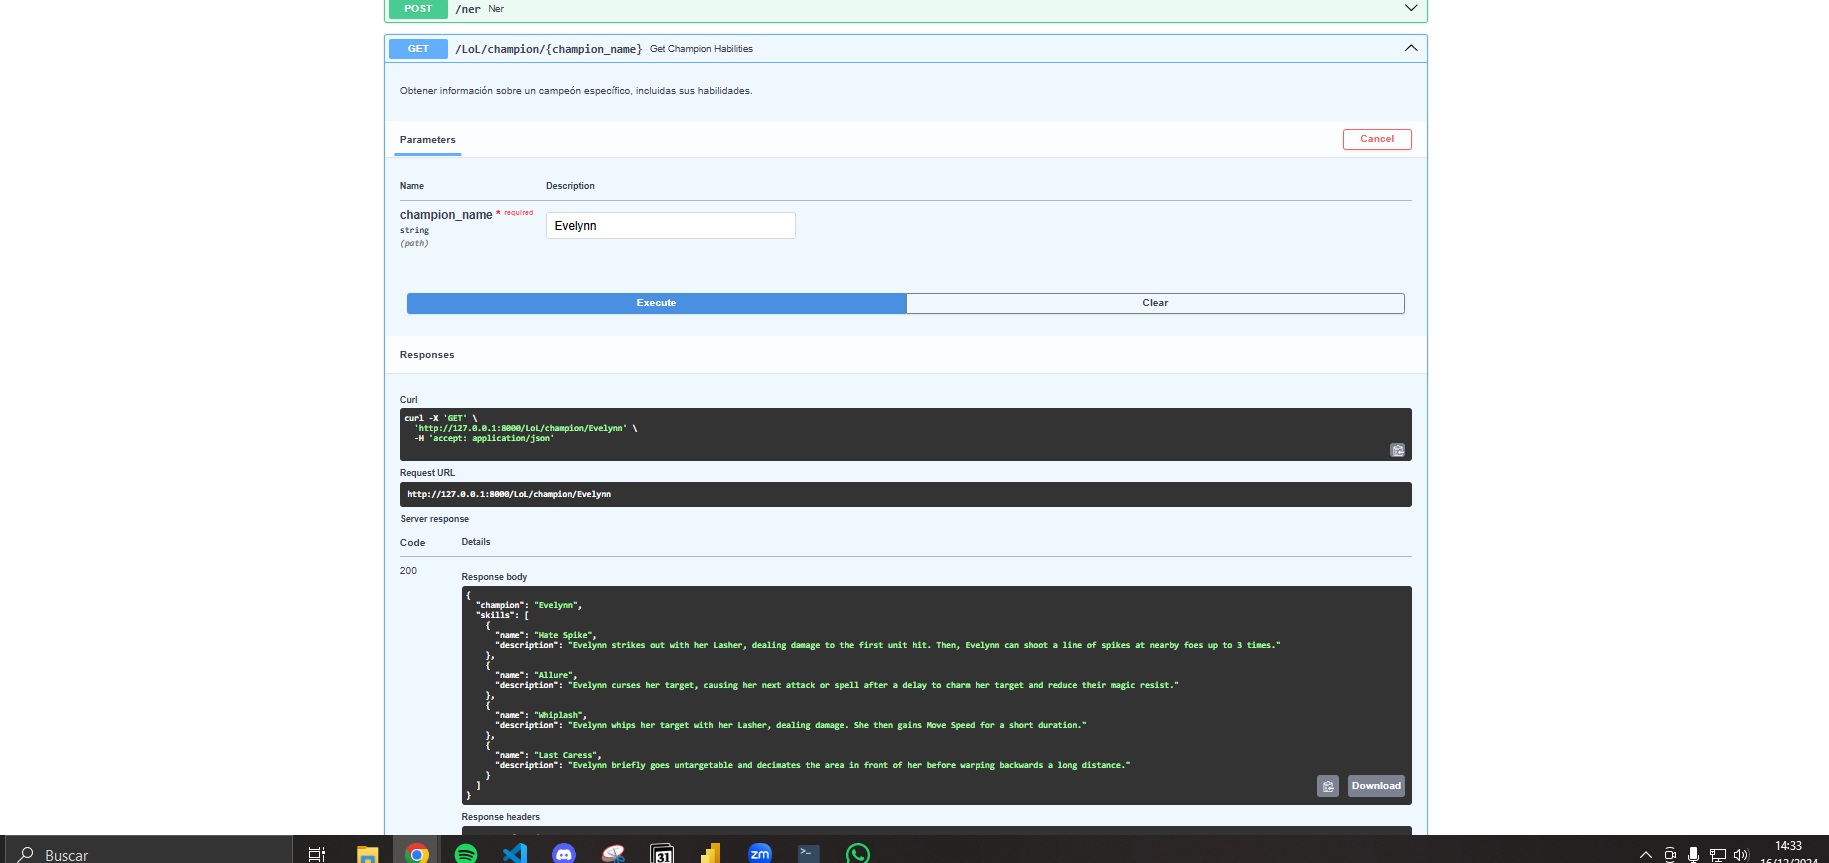 POST /ner Ner
GET /LoL/champion/{champion_name} Get Champion Habilities
Obtener información sobre un campeón específico, incluidas sus habilidades.
Parameters
Cancel
Name Description
champion_name * required
string
(path)
Evelynn
Execute Clear
Responses
Curl
curl -X 'GET' \
'http://127.0.0.1:8000/LoL/champion/Evelynn' \
-H 'accept: application/json'
Request URL
http://127.0.0.1:8000/LoL/champion/Evelynn
Server response
Code Details
200
Response body
{
"champion": "Evelynn",
"skills": [
{
"name": "Hate Spike",
"description": "Evelynn strikes out with her Lasher, dealing damage to the first unit hit. Then, Evelynn can shoot a line of spikes at nearby foes up to 3 times."
},
{
"name": "Allure",
"description": "Evelynn curses her target, causing her next attack or spell after a delay to charm her target and reduce their magic resist."
},
{
"name": "Whiplash",
"description": "Evelynn whips her target with her Lasher, dealing damage. She then gains Move Speed for a short duration."
},
{
"name": "Last Caress",
"description": "Evelynn briefly goes untargetable and decimates the area in front of her before warping backwards a long distance."
}
]
}
Download
Response headers
Buscar
31
zm
14:33